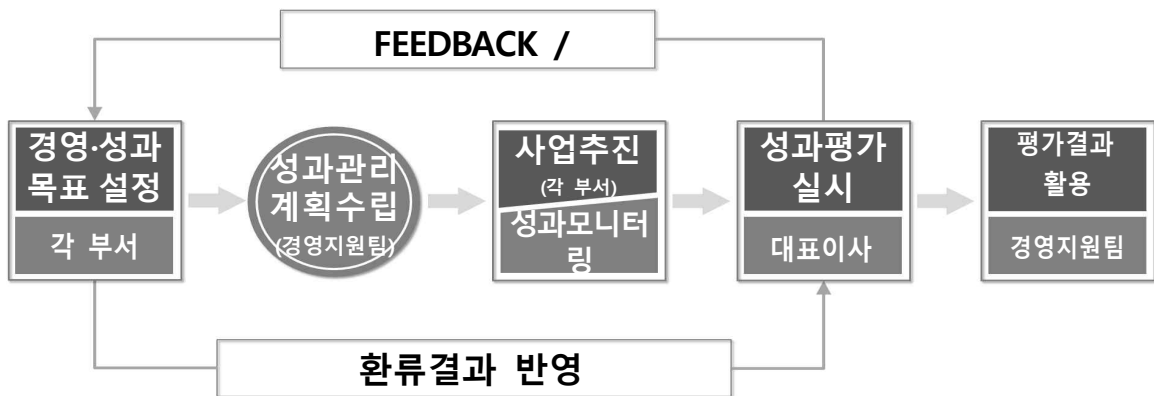 FEEDBACK /
경영·성과
목표 설정
각 부서
성과관리
계획수립
(경영지원팀)
사업추진
(각 부서)
성과모니터
링
성과평가
실시
대표이사
평가결과
활용
경영지원팀
환류결과 반영